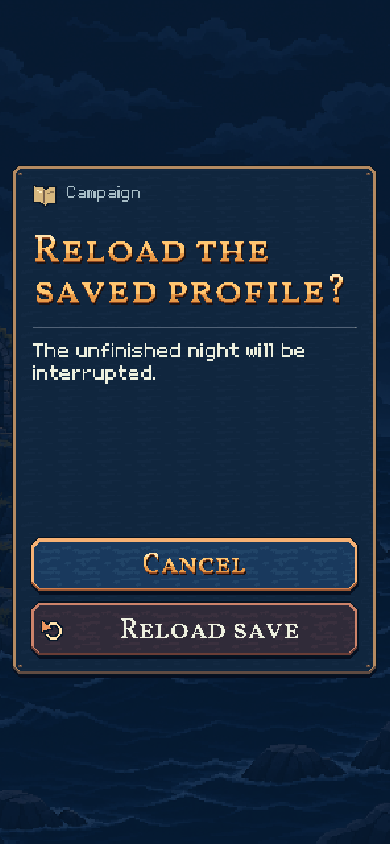 Campaign
Reload the
saved profile?
The unfinished night will be
interrupted.
Cancel
Reload save